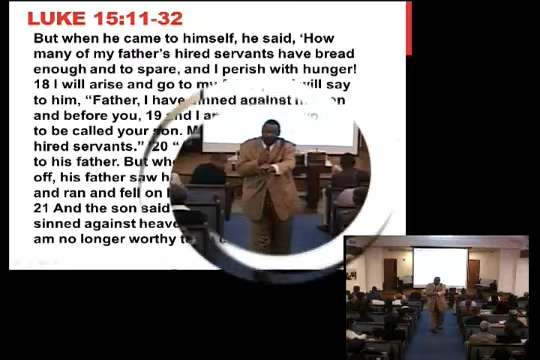 LUKE 15:11-32
But when he came to himself, he said, ‘How
many of my father’s hired servants have bread
enough and to spare, and I perish with hunger!
18 I will arise and go to my will say
to him, “Father, I have sinned against
and before you, 19 and I
to be called your son.
hired servants.” ’20 “
to his father. But
off, his father saw
and ran and fell on
21 And the son said
sinned against
am no longer worthy